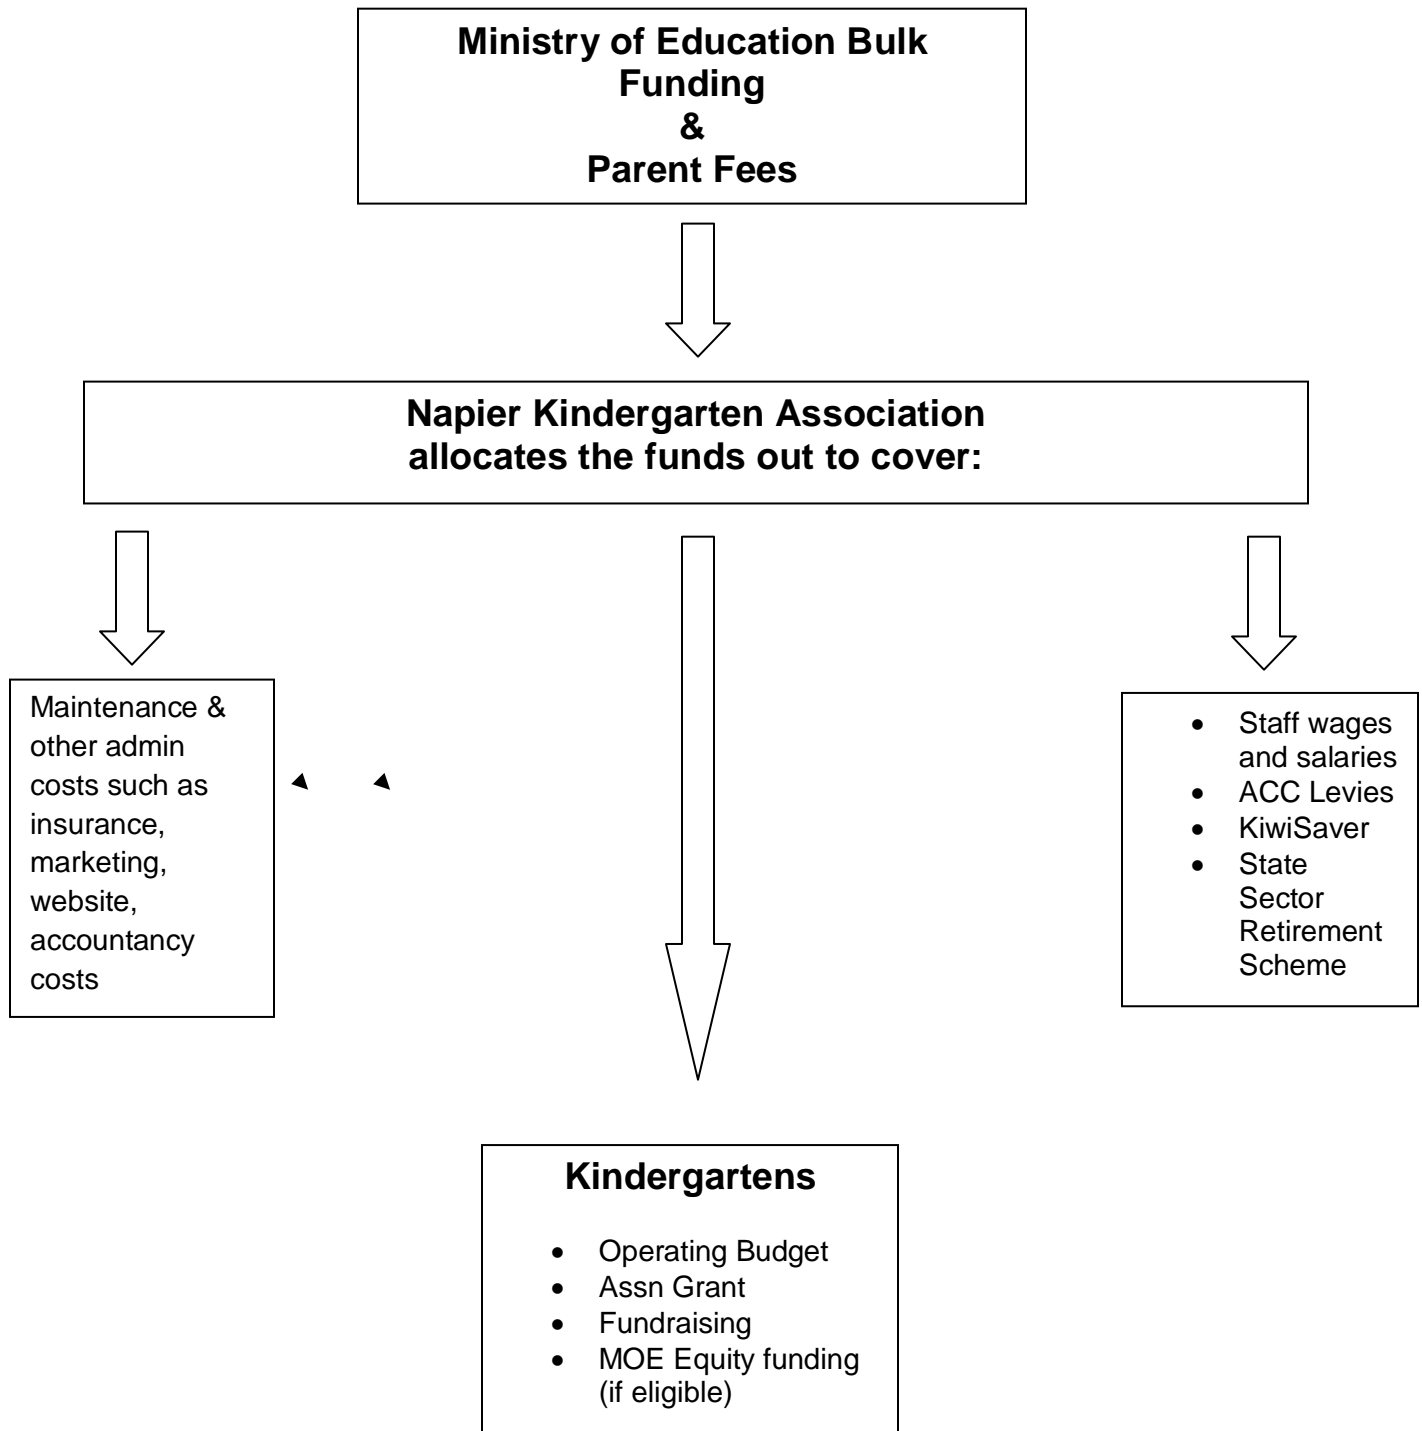 Ministry of Education Bulk
Funding
&
Parent Fees
Napier Kindergarten Association
allocates the funds out to cover:
Maintenance &
other admin
costs such as
insurance,
marketing,
website,
accountancy
costs
• Staff wages
and salaries
• ACC Levies
• KiwiSaver
• State
Sector
Retirement
Scheme
Kindergartens
• Operating Budget
• Assn Grant
• Fundraising
• MOE Equity funding
(if eligible)